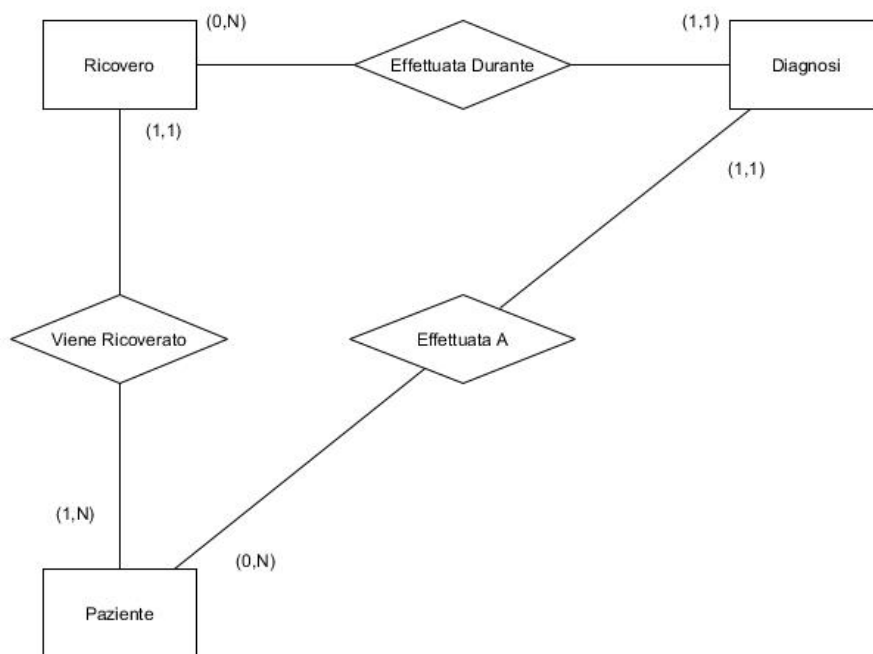 (0,N)
(1,1)
Ricovero
Effettuata Durante
Diagnosi
(1,1)
(1,1)
Viene Ricoverato
Effettuata A
(1,N)
(0,N)
Paziente